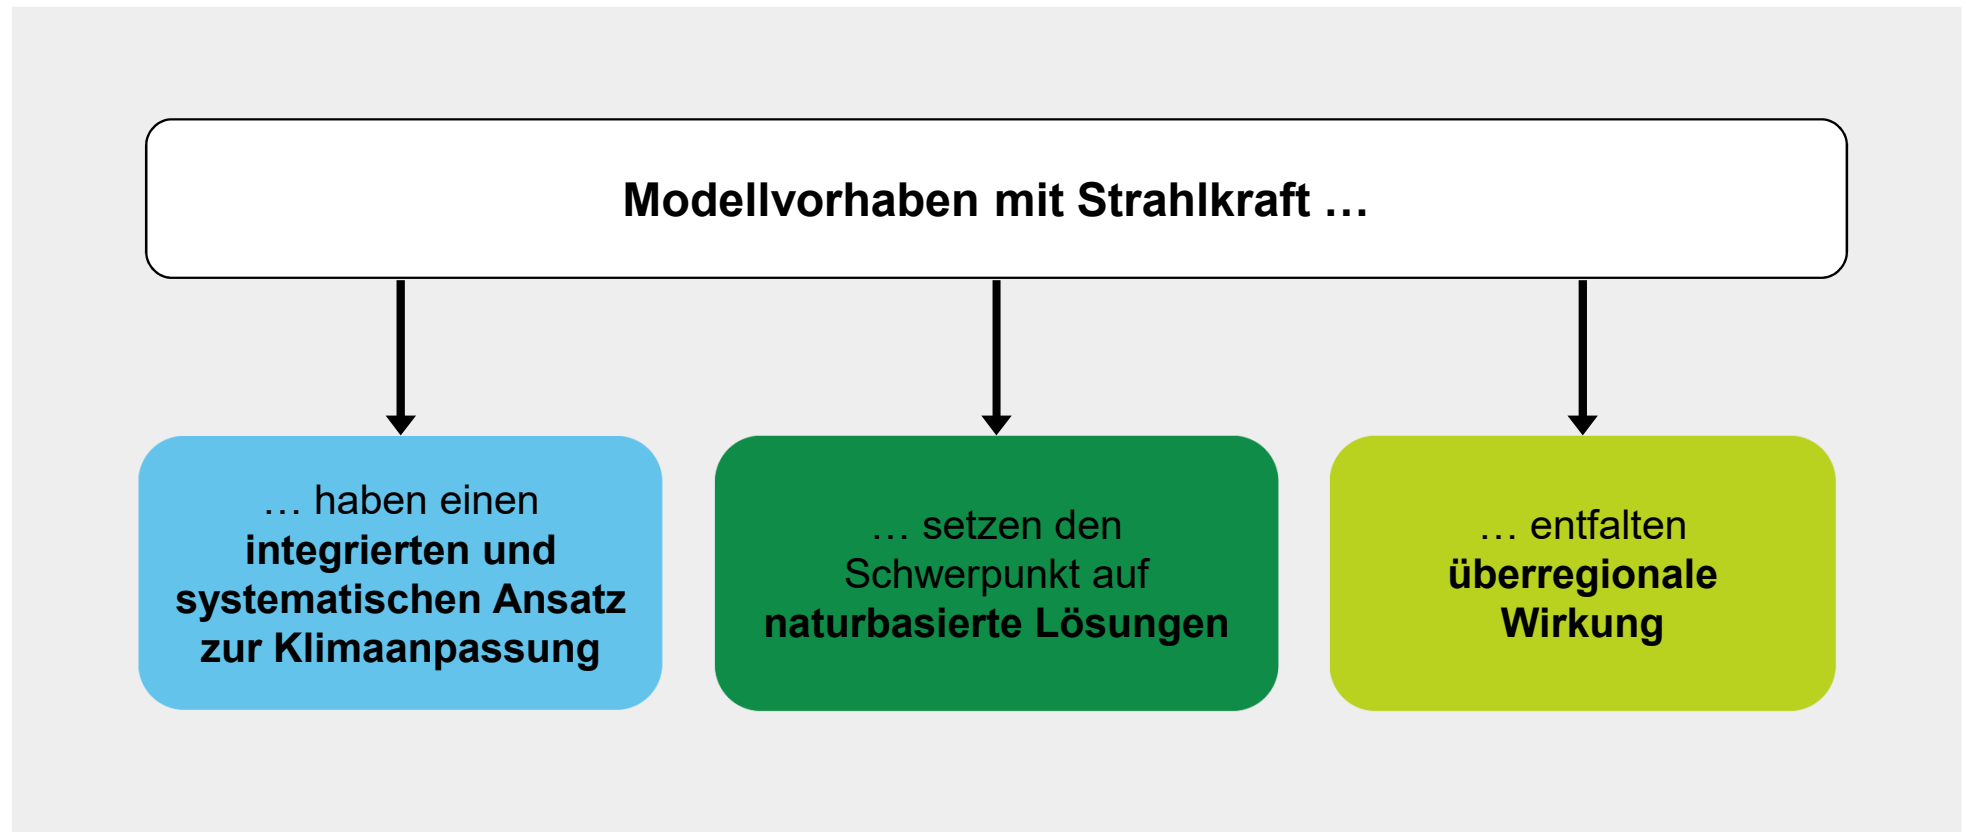 Modellvorhaben mit Strahlkraft …
… haben einen
integrierten und
systematischen Ansatz
zur Klimaanpassung
… setzen den
Schwerpunkt auf
naturbasierte Lösungen
… entfalten
überregionale
Wirkung